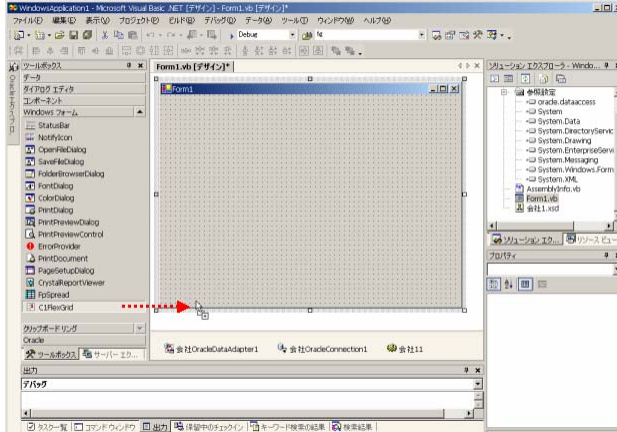 WindowsApplication1 - Microsoft Visual Basic .NET [デザイン] - Form1.vb [デザイン]*
ファイル(F) 編集(E) 表示(V) プロジェクト(P) ビルド(B) デバッグ(D) データ(A) ツール(T) ウィンドウ(W) ヘルプ(H)
Debug
ツールボックス
Form1.vb [デザイン]*
ソリューション エクスプローラ - Windo...
データ
ダイアログ エディタ
コンポーネント
Windows フォーム
StatusBar
NotifyIcon
OpenFileDialog
SaveFileDialog
FolderBrowserDialog
FontDialog
ColorDialog
PrintDialog
PrintPreviewDialog
PrintPreviewControl
ErrorProvider
PrintDocument
PageSetupDialog
CrystalReportViewer
FpSpread
C1FlexGrid
クリップボード リング
Oracle
ツールボックス サーバー エク...
Form1
会社OracleDataAdapter1 会社OracleConnection1 会社11
参照設定
oracle.dataaccess
System
System.Data
System.DirectoryServic
System.Drawing
System.EnterpriseServi
System.Messaging
System.Windows.Form
System.XML
AssemblyInfo.vb
Form1.vb
会社1.xsd
ソリューション エク... リソース ビュー
プロパティ
出力
デバッグ
タスク一覧 コマンド ウィンドウ 出力 保留中のチェックイン キーワード検索の結果 検索結果